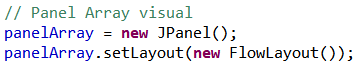 // Panel Array visual
panelArray = new JPanel();
panelArray.setLayout(new FlowLayout());